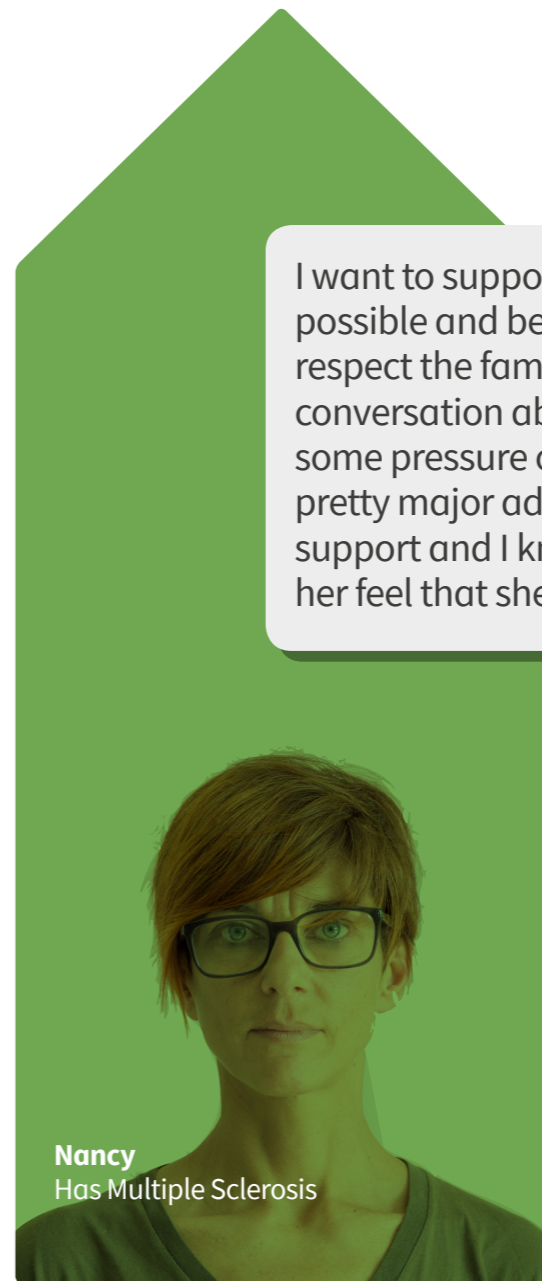 I want to suppo
possible and be
respect the fam
conversation ab
some pressure o
pretty major ad
support and I kn
her feel that she
Nancy
Has Multiple Sclerosis